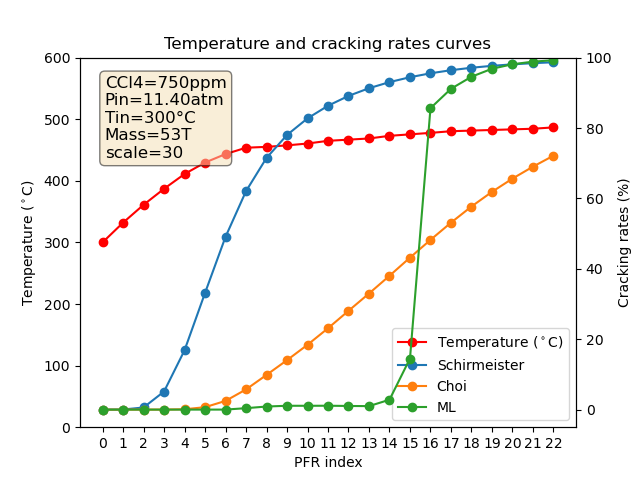 Temperature and cracking rates curves
CCl4=750ppm
Pin=11.40atm
Tin=300°C
Mass=53T
scale=30
600
500
400
300
200
100
0
Temperature (°C)
100
80
60
40
20
0
Cracking rates (%)
Temperature (°C)
Schirmeister
Choi
ML
0 1 2 3 4 5 6 7 8 9 10 11 12 13 14 15 16 17 18 19 20 21 22
PFR index